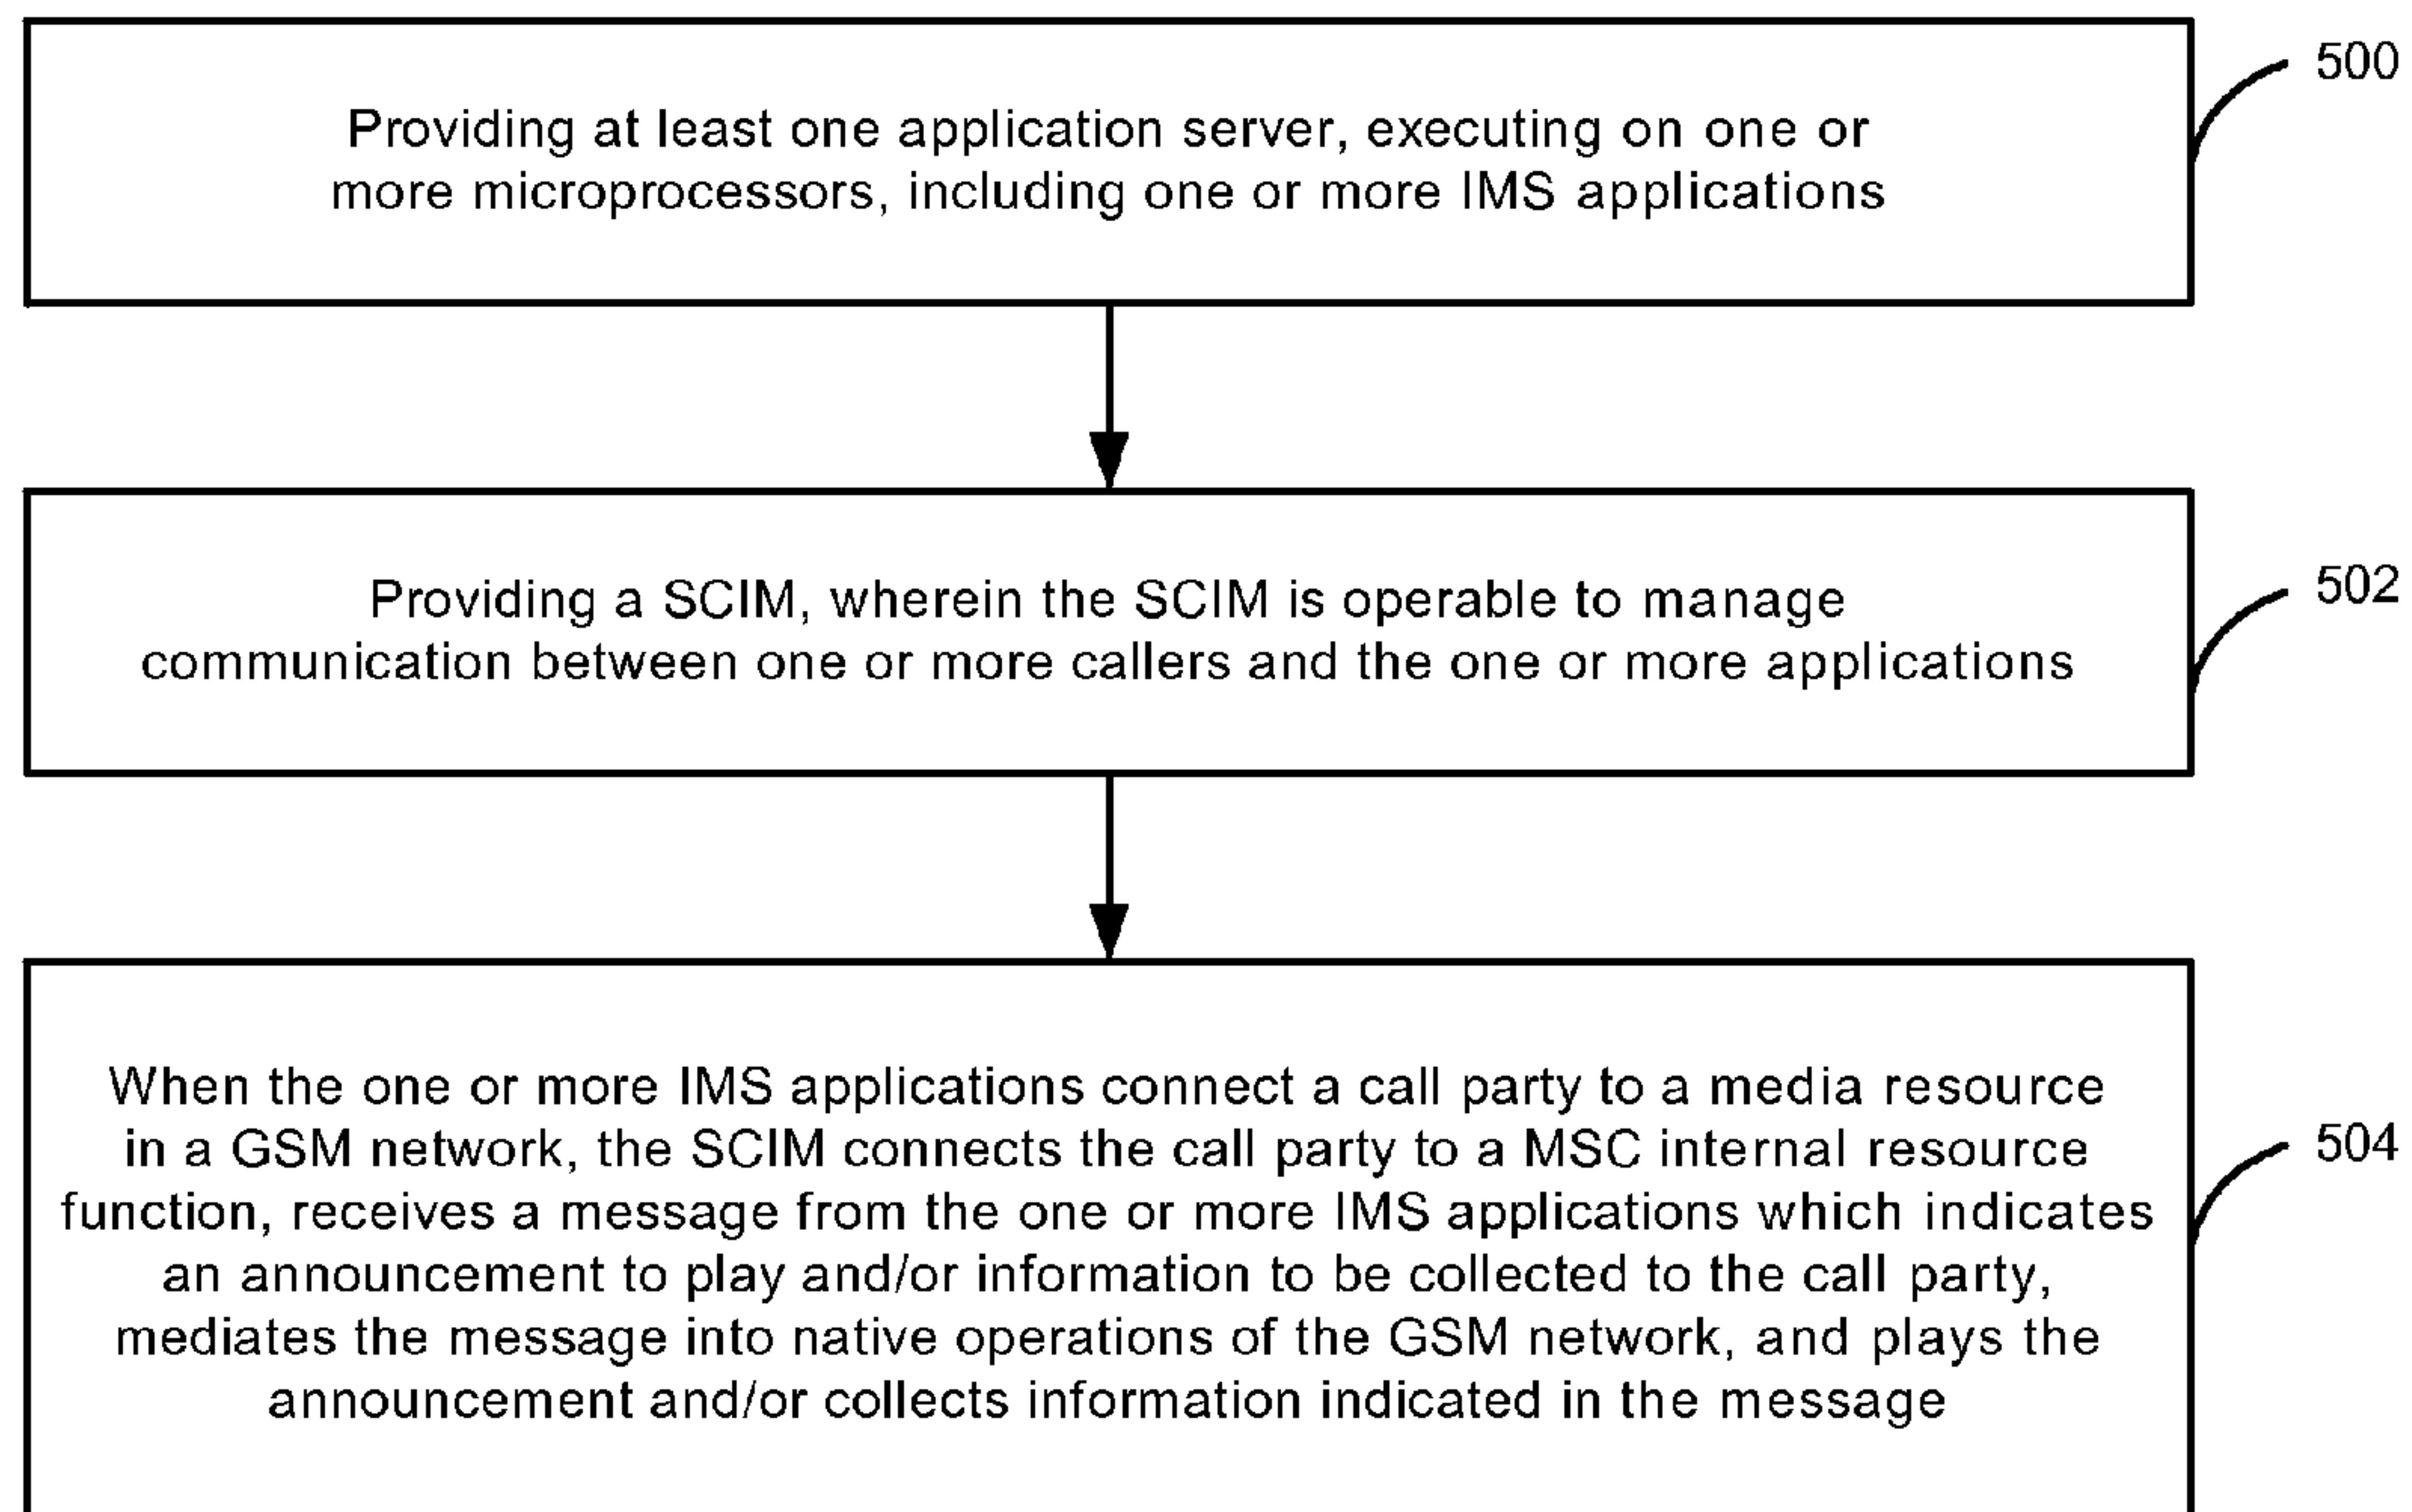 Providing at least one application server, executing on one or
more microprocessors, including one or more IMS applications
500
Providing a SCIM, wherein the SCIM is operable to manage
communication between one or more callers and the one or more applications
502
When the one or more IMS applications connect a call party to a media resource
in a GSM network, the SCIM connects the call party to a MSC internal resource
function, receives a message from the one or more IMS applications which indicates
an announcement to play and/or information to be collected to the call party,
mediates the message into native operations of the GSM network, and plays the
announcement and/or collects information indicated in the message
504